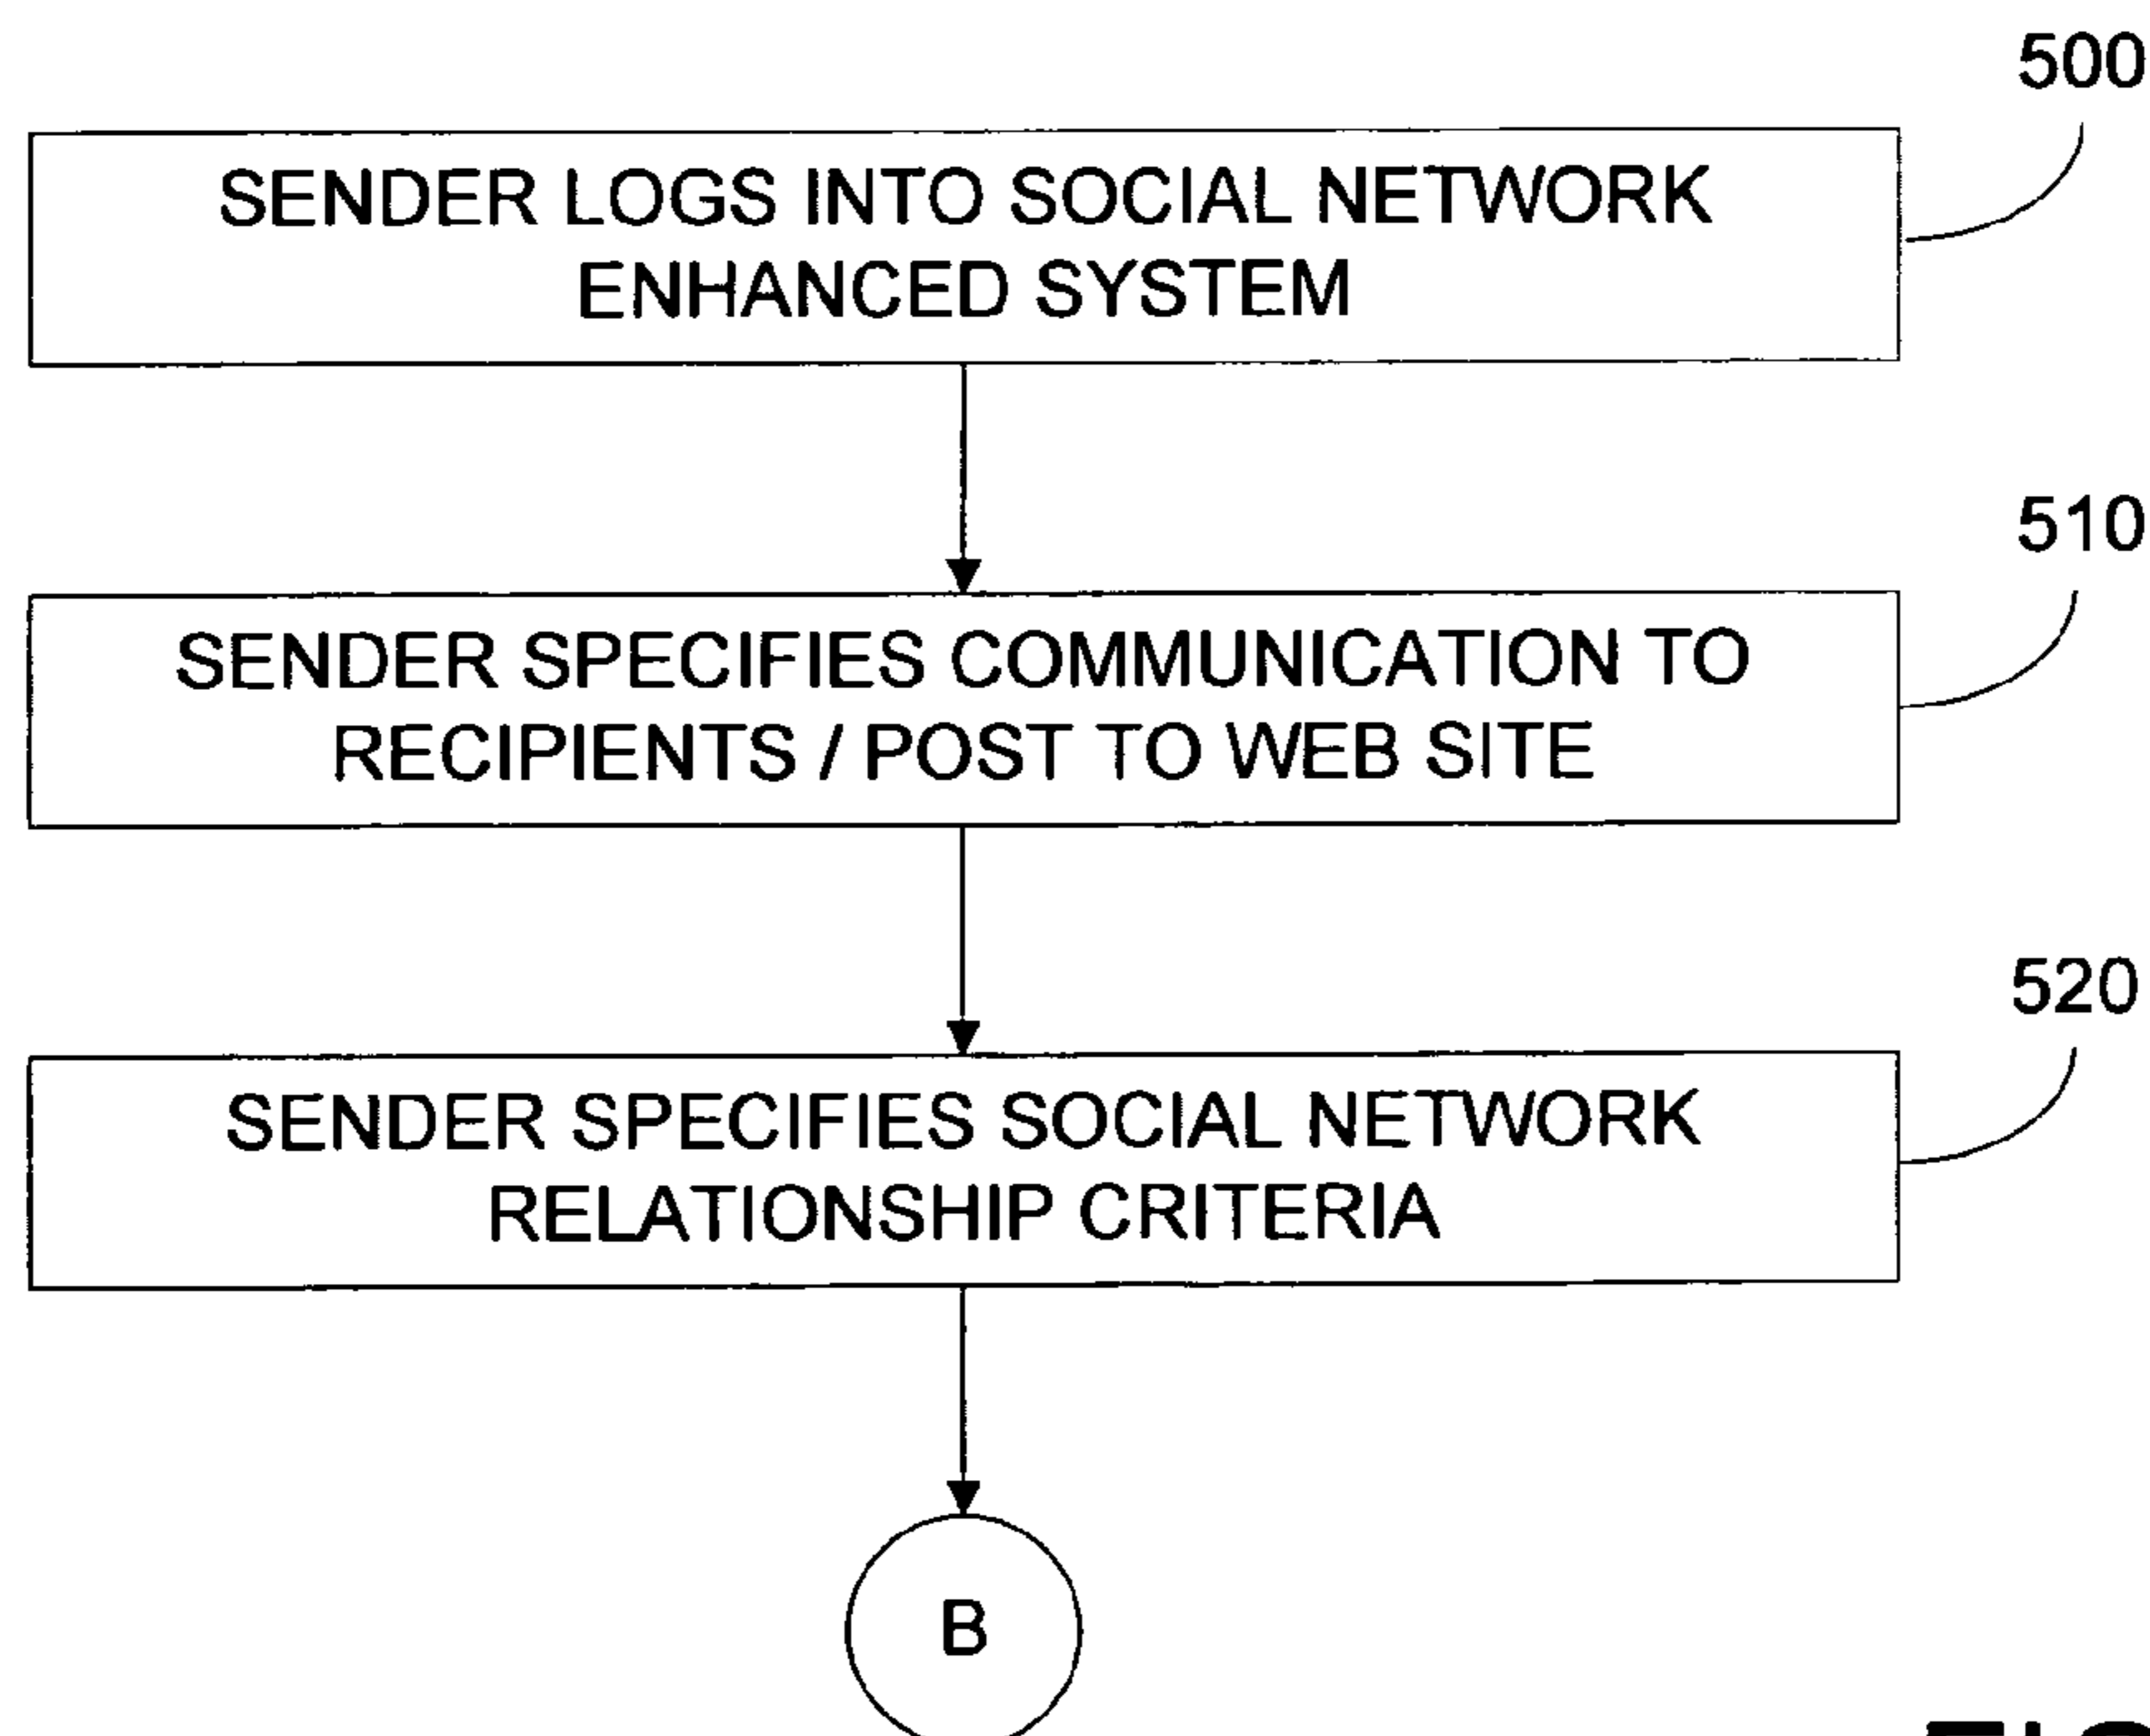 500
SENDER LOGS INTO SOCIAL NETWORK
ENHANCED SYSTEM
510
SENDER SPECIFIES COMMUNICATION TO
RECIPIENTS / POST TO WEB SITE
520
SENDER SPECIFIES SOCIAL NETWORK
RELATIONSHIP CRITERIA
B